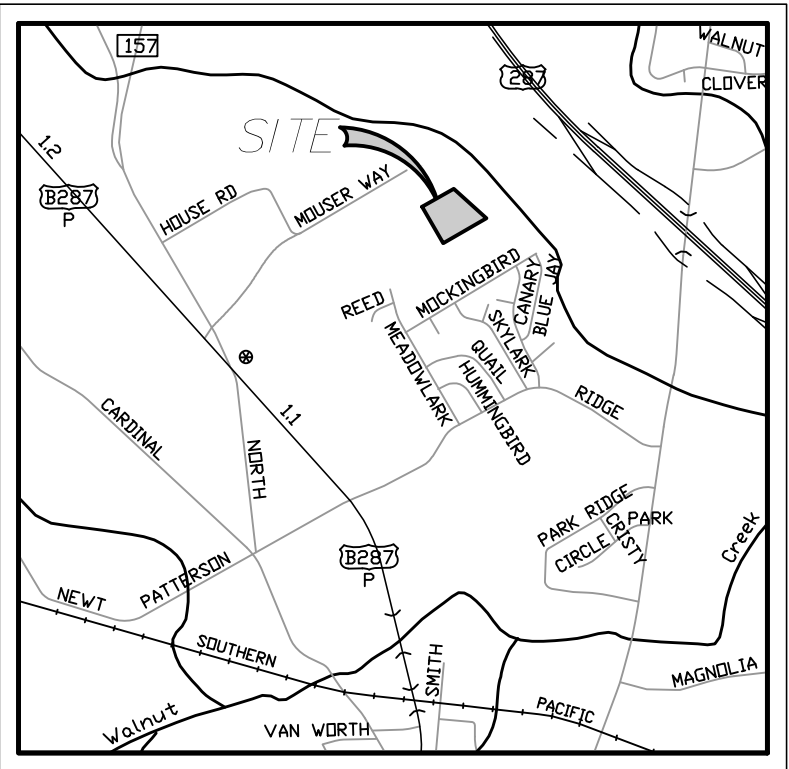 157
WALNUT
287
CLOVER
SITE
1.2
B287
P
HOUSE RD
MOUSER WAY
MOCKINGBIRD
CANARY
BLUE JAY
REED
MEADOWLARK
SKYLARK
QUAIL
HUMMINGBIRD
RIDGE
1.1
CARDINAL
NORTH
PARK RIDGE
PARK
CRISTY
CIRCLE
Creek
B287
P
PATTERSON
NEWT
SOUTHERN
SMITH
MAGNOLIA
PACIFIC
Walnut
VAN WORTH